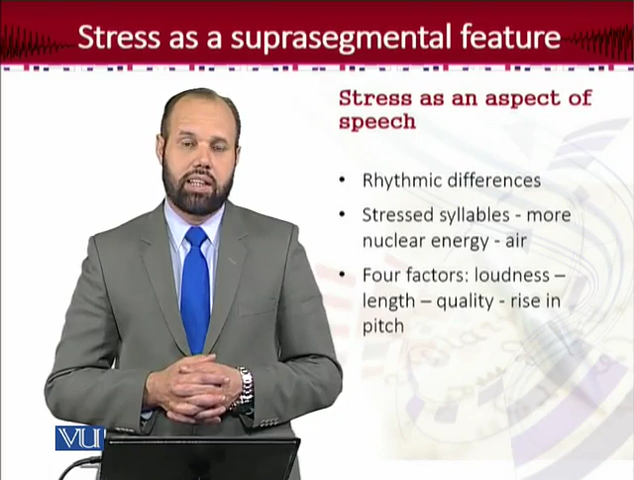 Stress as a suprasegmental feature
Stress as an aspect of
speech
• Rhythmic differences
• Stressed syllables - more
nuclear energy - air
• Four factors: loudness –
length – quality - rise in
pitch
VU